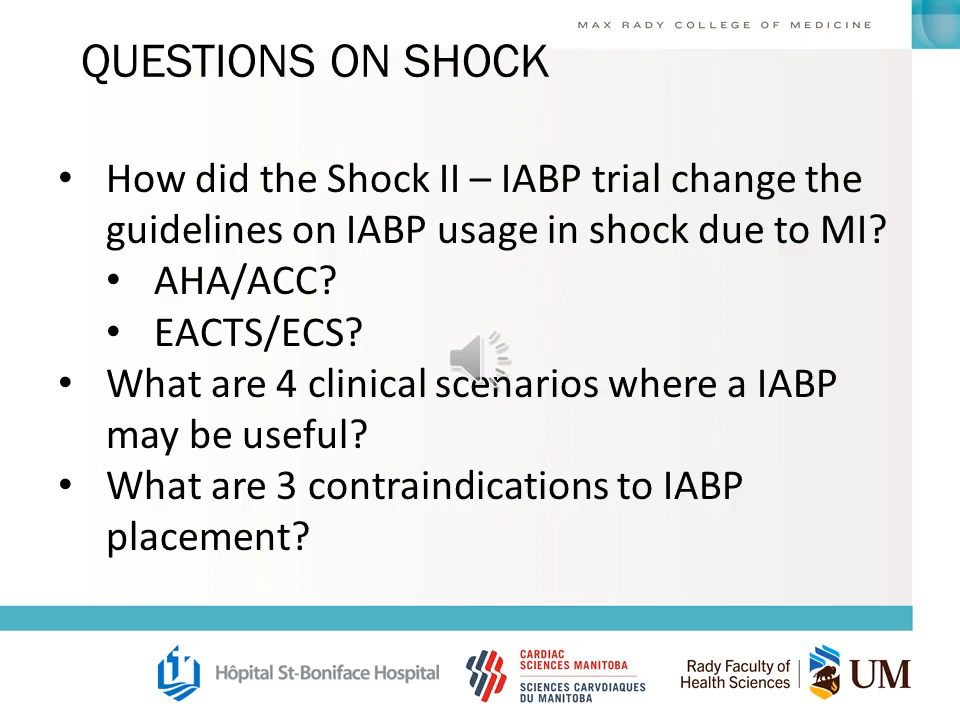 MAX RADY COLLEGE OF MEDICINE
QUESTIONS ON SHOCK
• How did the Shock II – IABP trial change the
guidelines on IABP usage in shock due to MI?
• AHA/ACC?
• EACTS/ECS?
• What are 4 clinical scenarios where a IABP
may be useful?
• What are 3 contraindications to IABP
placement?
Hôpital St-Boniface Hospital
CARDIAC
SCIENCES MANITOBA
SCIENCES CARVDIAQUES
DU MANITOBA
Rady Faculty of
Health Sciences
UM